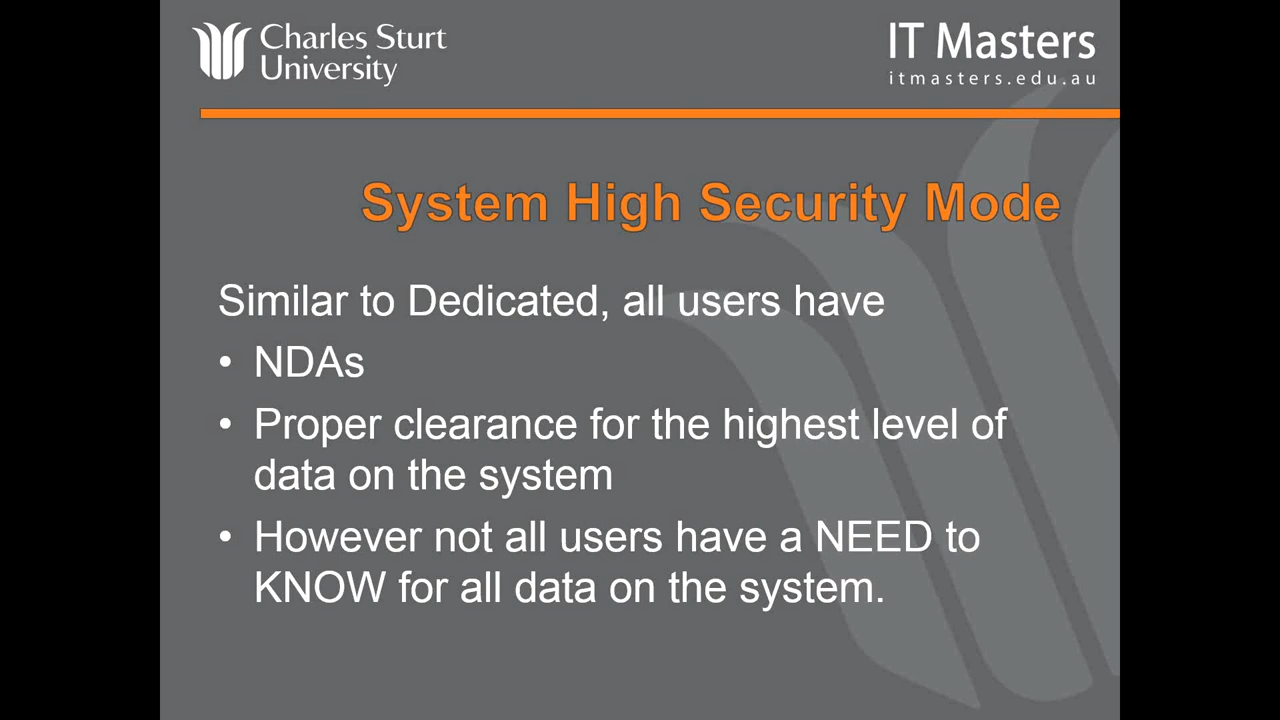 Charles Sturt
University
IT Masters
itmasters.edu.au
System High Security Mode
Similar to Dedicated, all users have
• NDAs
• Proper clearance for the highest level of
data on the system
• However not all users have a NEED to
KNOW for all data on the system.